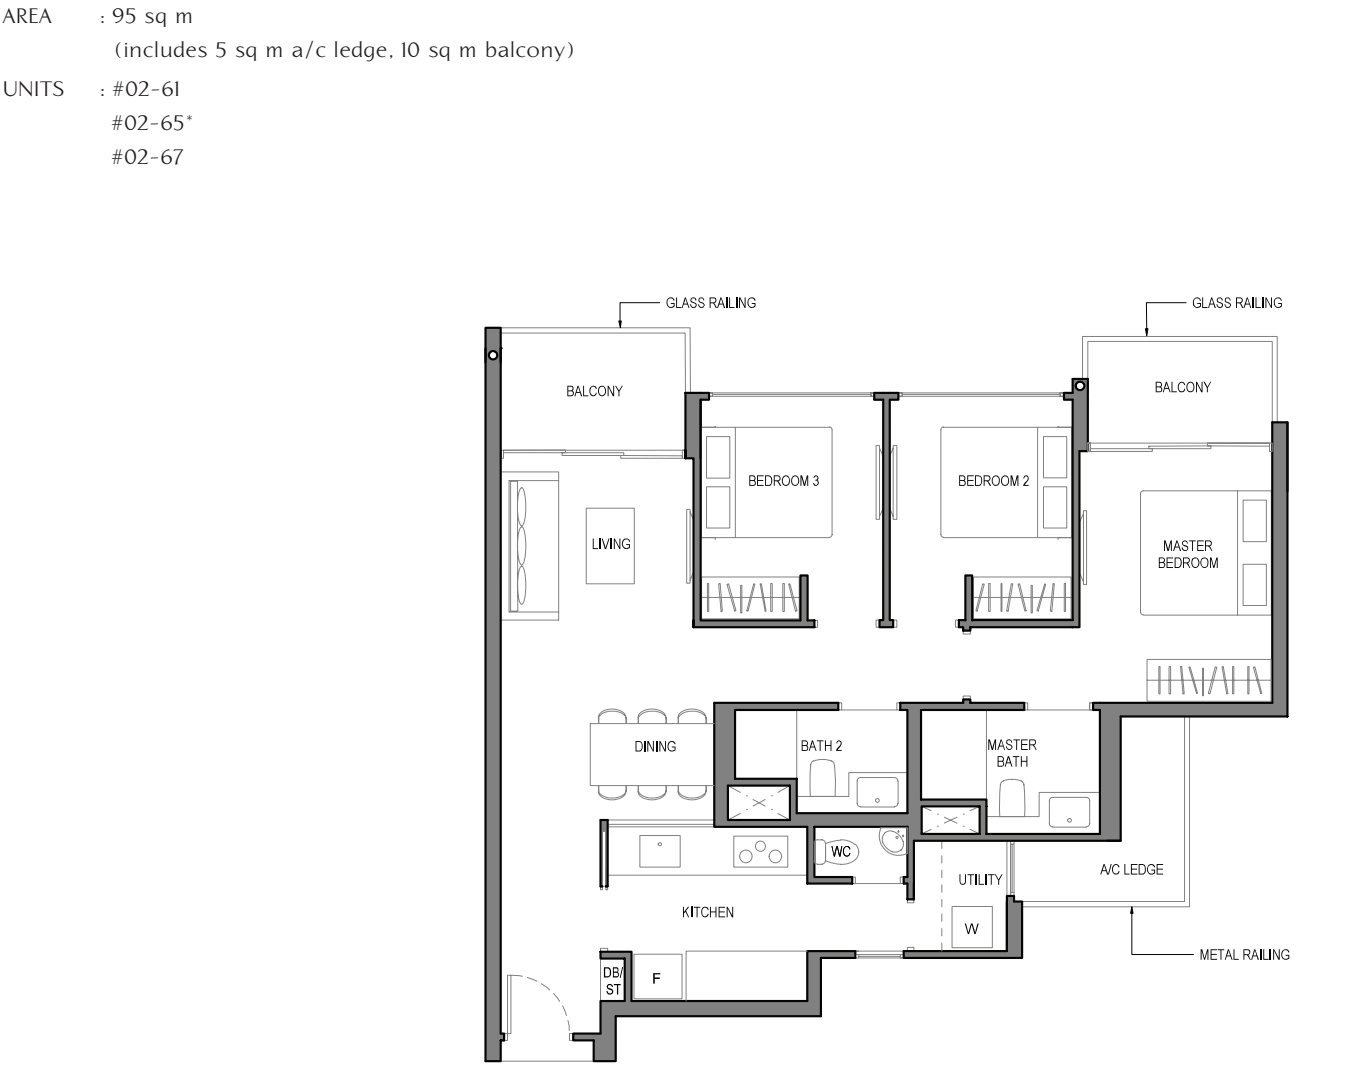 AREA : 95 sq m
(includes 5 sq m a/c ledge, 10 sq m balcony)
UNITS : #02-61
#02-65*
#02-67
GLASS RAILING
GLASS RAILING
BALCONY
BALCONY
BEDROOM 3
BEDROOM 2
LIVING
MASTER
BEDROOM
DINING
BATH 2
MASTER
BATH
WC
UTILITY
A/C LEDGE
KITCHEN
W
METAL RAILING
DB/
ST
F